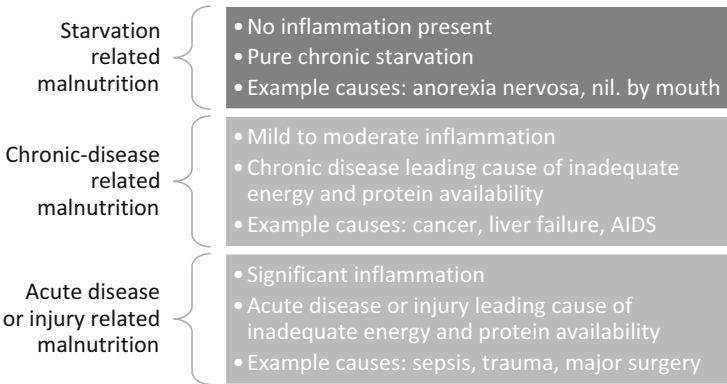 Starvation
related
malnutrition
• No inflammation present
• Pure chronic starvation
• Example causes: anorexia nervosa, nil. by mouth
Chronic-disease
related
malnutrition
• Mild to moderate inflammation
• Chronic disease leading cause of inadequate
energy and protein availability
• Example causes: cancer, liver failure, AIDS
Acute disease
or injury related
malnutrition
• Significant inflammation
• Acute disease or injury leading cause of
inadequate energy and protein availability
• Example causes: sepsis, trauma, major surgery